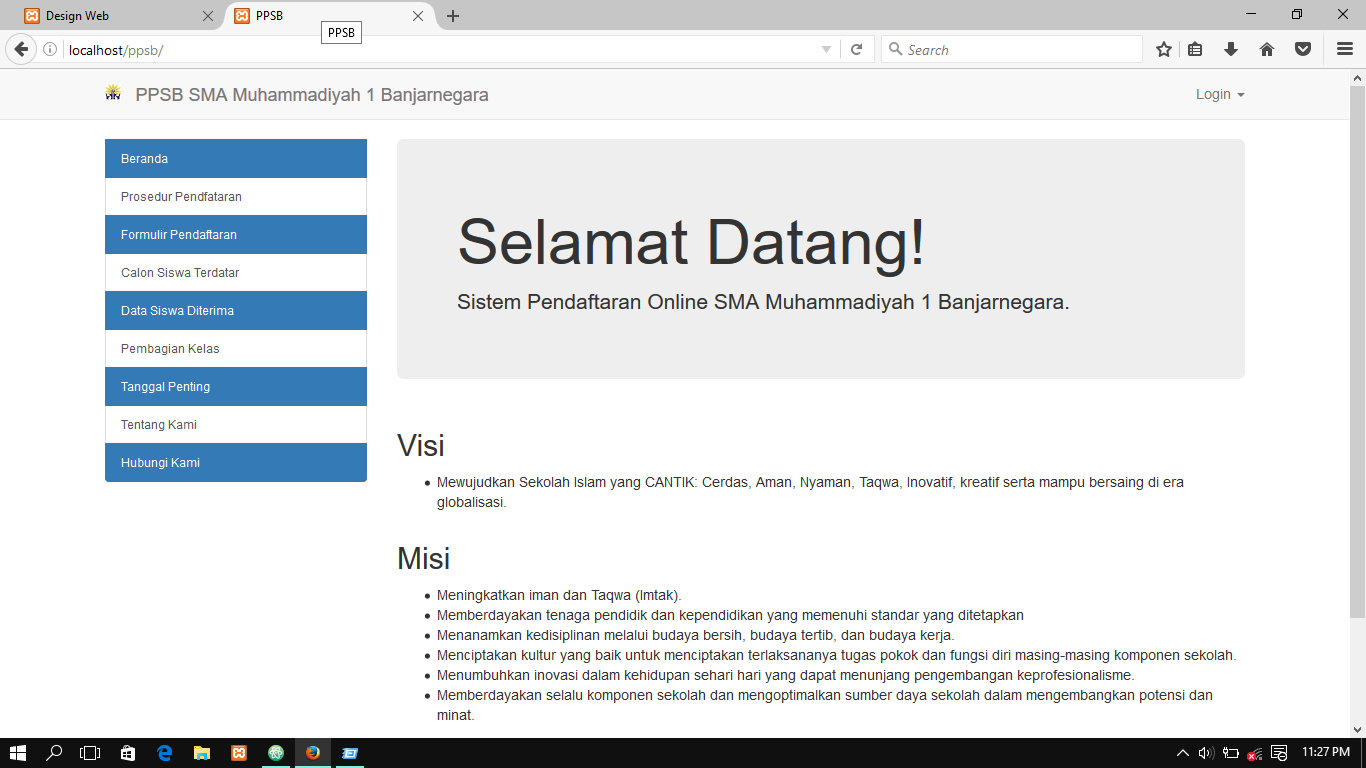 Design Web
PPSB
PPSB
localhost/ppsb/
Search
PPSB SMA Muhammadiyah 1 Banjarnegara
Login
Beranda
Prosedur Pendfataran
Formulir Pendaftaran
Calon Siswa Terdatar
Data Siswa Diterima
Pembagian Kelas
Tanggal Penting
Tentang Kami
Hubungi Kami
Selamat Datang!
Sistem Pendaftaran Online SMA Muhammadiyah 1 Banjarnegara.
Visi
Mewujudkan Sekolah Islam yang CANTIK: Cerdas, Aman, Nyaman, Taqwa, Inovatif, kreatif serta mampu bersaing di era
globalisasi.
Misi
Meningkatkan iman dan Taqwa (Imtak).
Memberdayakan tenaga pendidik dan kependidikan yang memenuhi standar yang ditetapkan
Menanamkan kedisiplinan melalui budaya bersih, budaya tertib, dan budaya kerja.
Menciptakan kultur yang baik untuk menciptakan terlaksananya tugas pokok dan fungsi diri masing-masing komponen sekolah.
Menumbuhkan inovasi dalam kehidupan sehari hari yang dapat menunjang pengembangan keprofesionalisme.
Memberdayakan selalu komponen sekolah dan mengoptimalkan sumber daya sekolah dalam mengembangkan potensi dan
minat.
11:27 PM